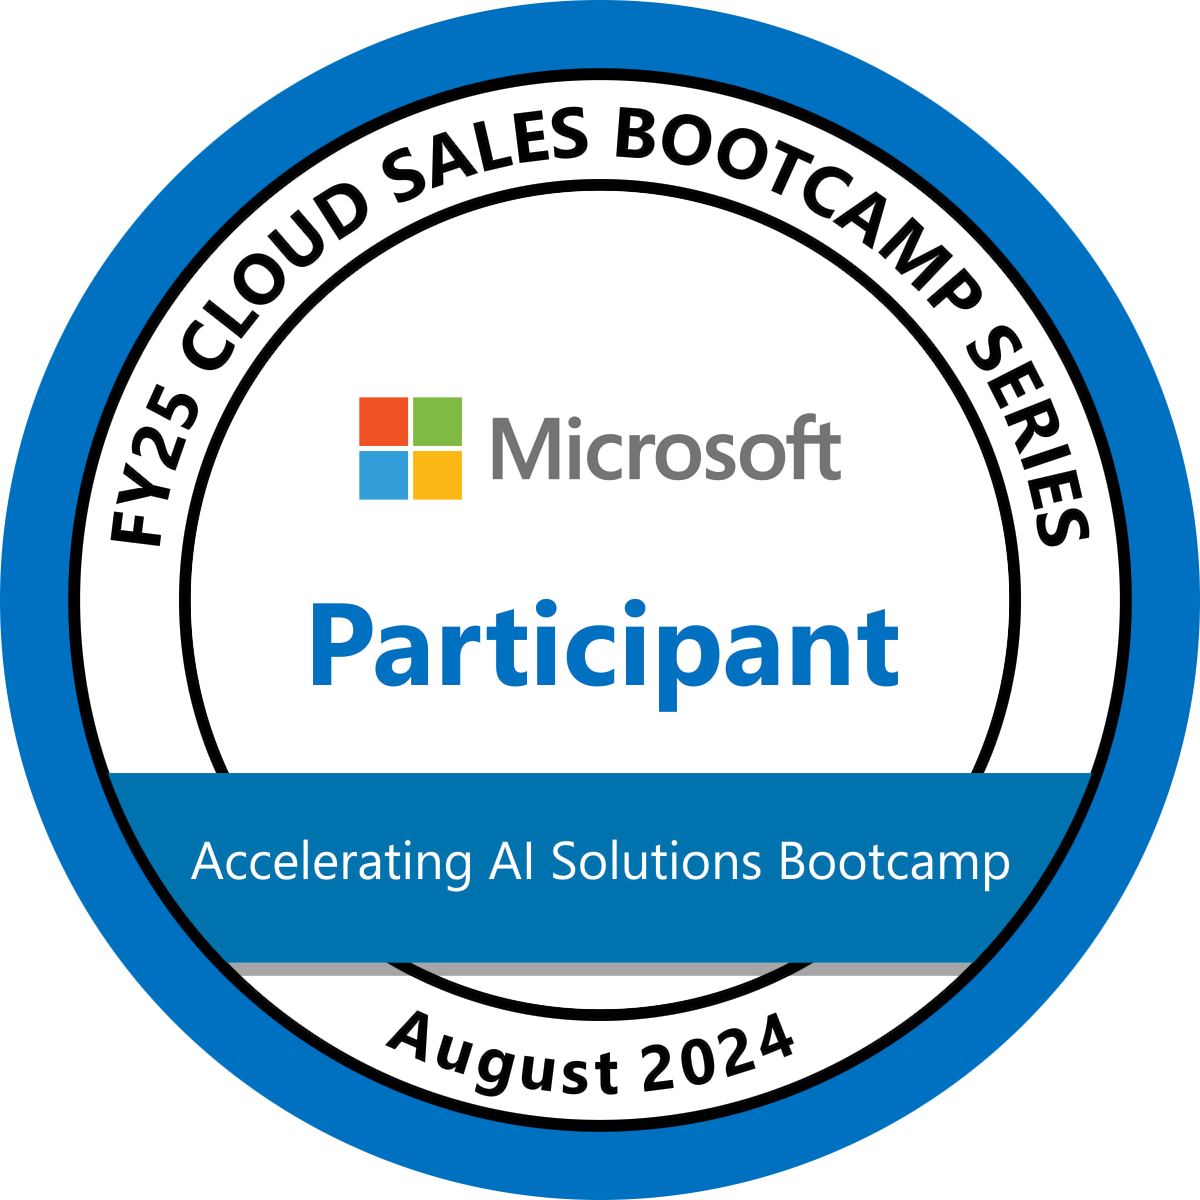 FY25 CLOUD SALES BOOTCAMP SERIES
Microsoft
Participant
Accelerating AI Solutions Bootcamp
August 2024